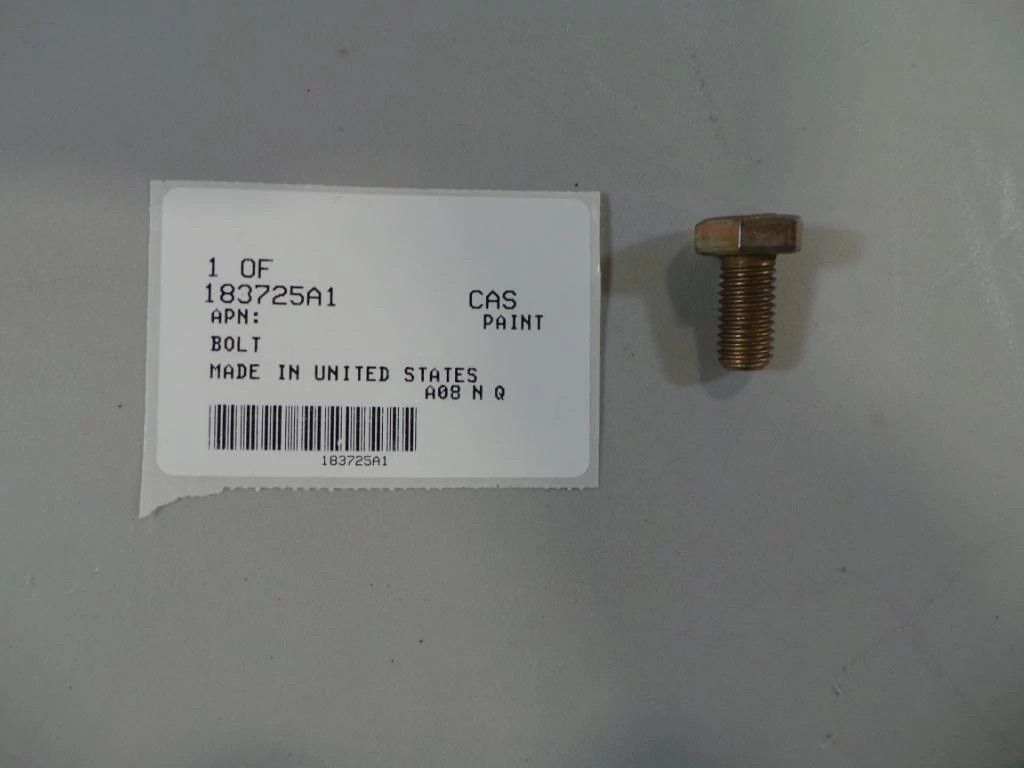 1 OF
183725A1 CAS
APN: PAINT
BOLT
MADE IN UNITED STATES
A08 N Q
183725A1